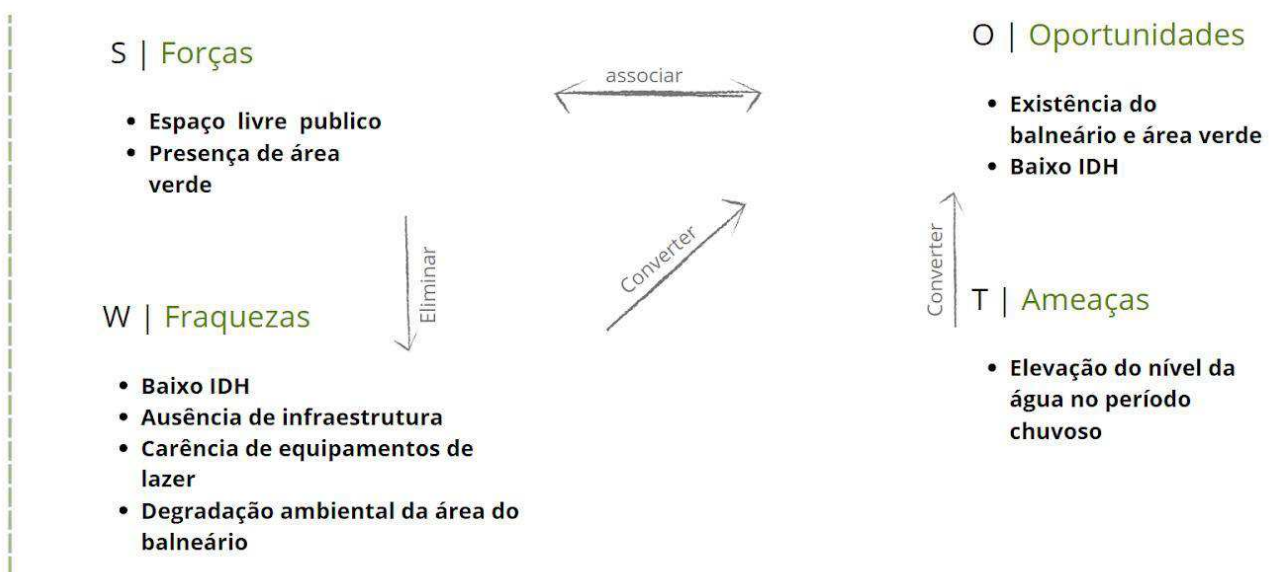 S | Forças
• Espaço livre publico
• Presença de área
verde
associar
O | Oportunidades
• Existência do
balneário e área verde
• Baixo IDH
Eliminar
Converter
Converter
W | Fraquezas
• Baixo IDH
• Ausência de infraestrutura
• Carência de equipamentos de
lazer
• Degradação ambiental da área do
balneário
T | Ameaças
• Elevação do nível da
água no período
chuvoso